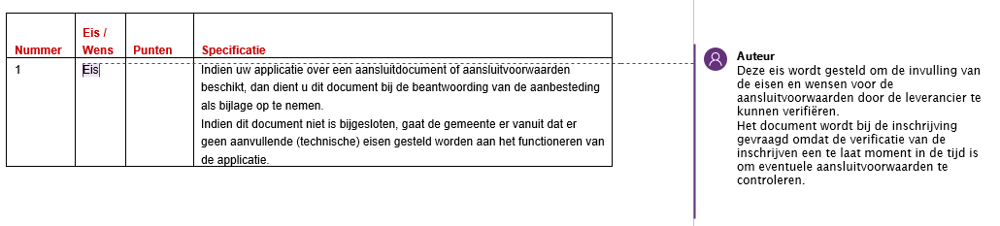 Nummer Eis / Wens Punten Specificatie
1 Eis Indien uw applicatie over een aansluitdocument of aansluitvoorwaarden
beschikt, dan dient u dit document bij de beantwoording van de aanbesteding
als bijlage op te nemen.
Indien dit document niet is bijgesloten, gaat de gemeente er vanuit dat er
geen aanvullende (technische) eisen gesteld worden aan het functioneren van
de applicatie.
Auteur
Deze eis wordt gesteld om de invulling van
de eisen en wensen voor de
aansluitvoorwaarden door de leverancier te
kunnen verifiëren.
Het document wordt bij de inschrijving
gevraagd omdat de verificatie van de
inschrijven een te laat moment in de tijd is
om eventuele aansluitvoorwaarden te
controleren.